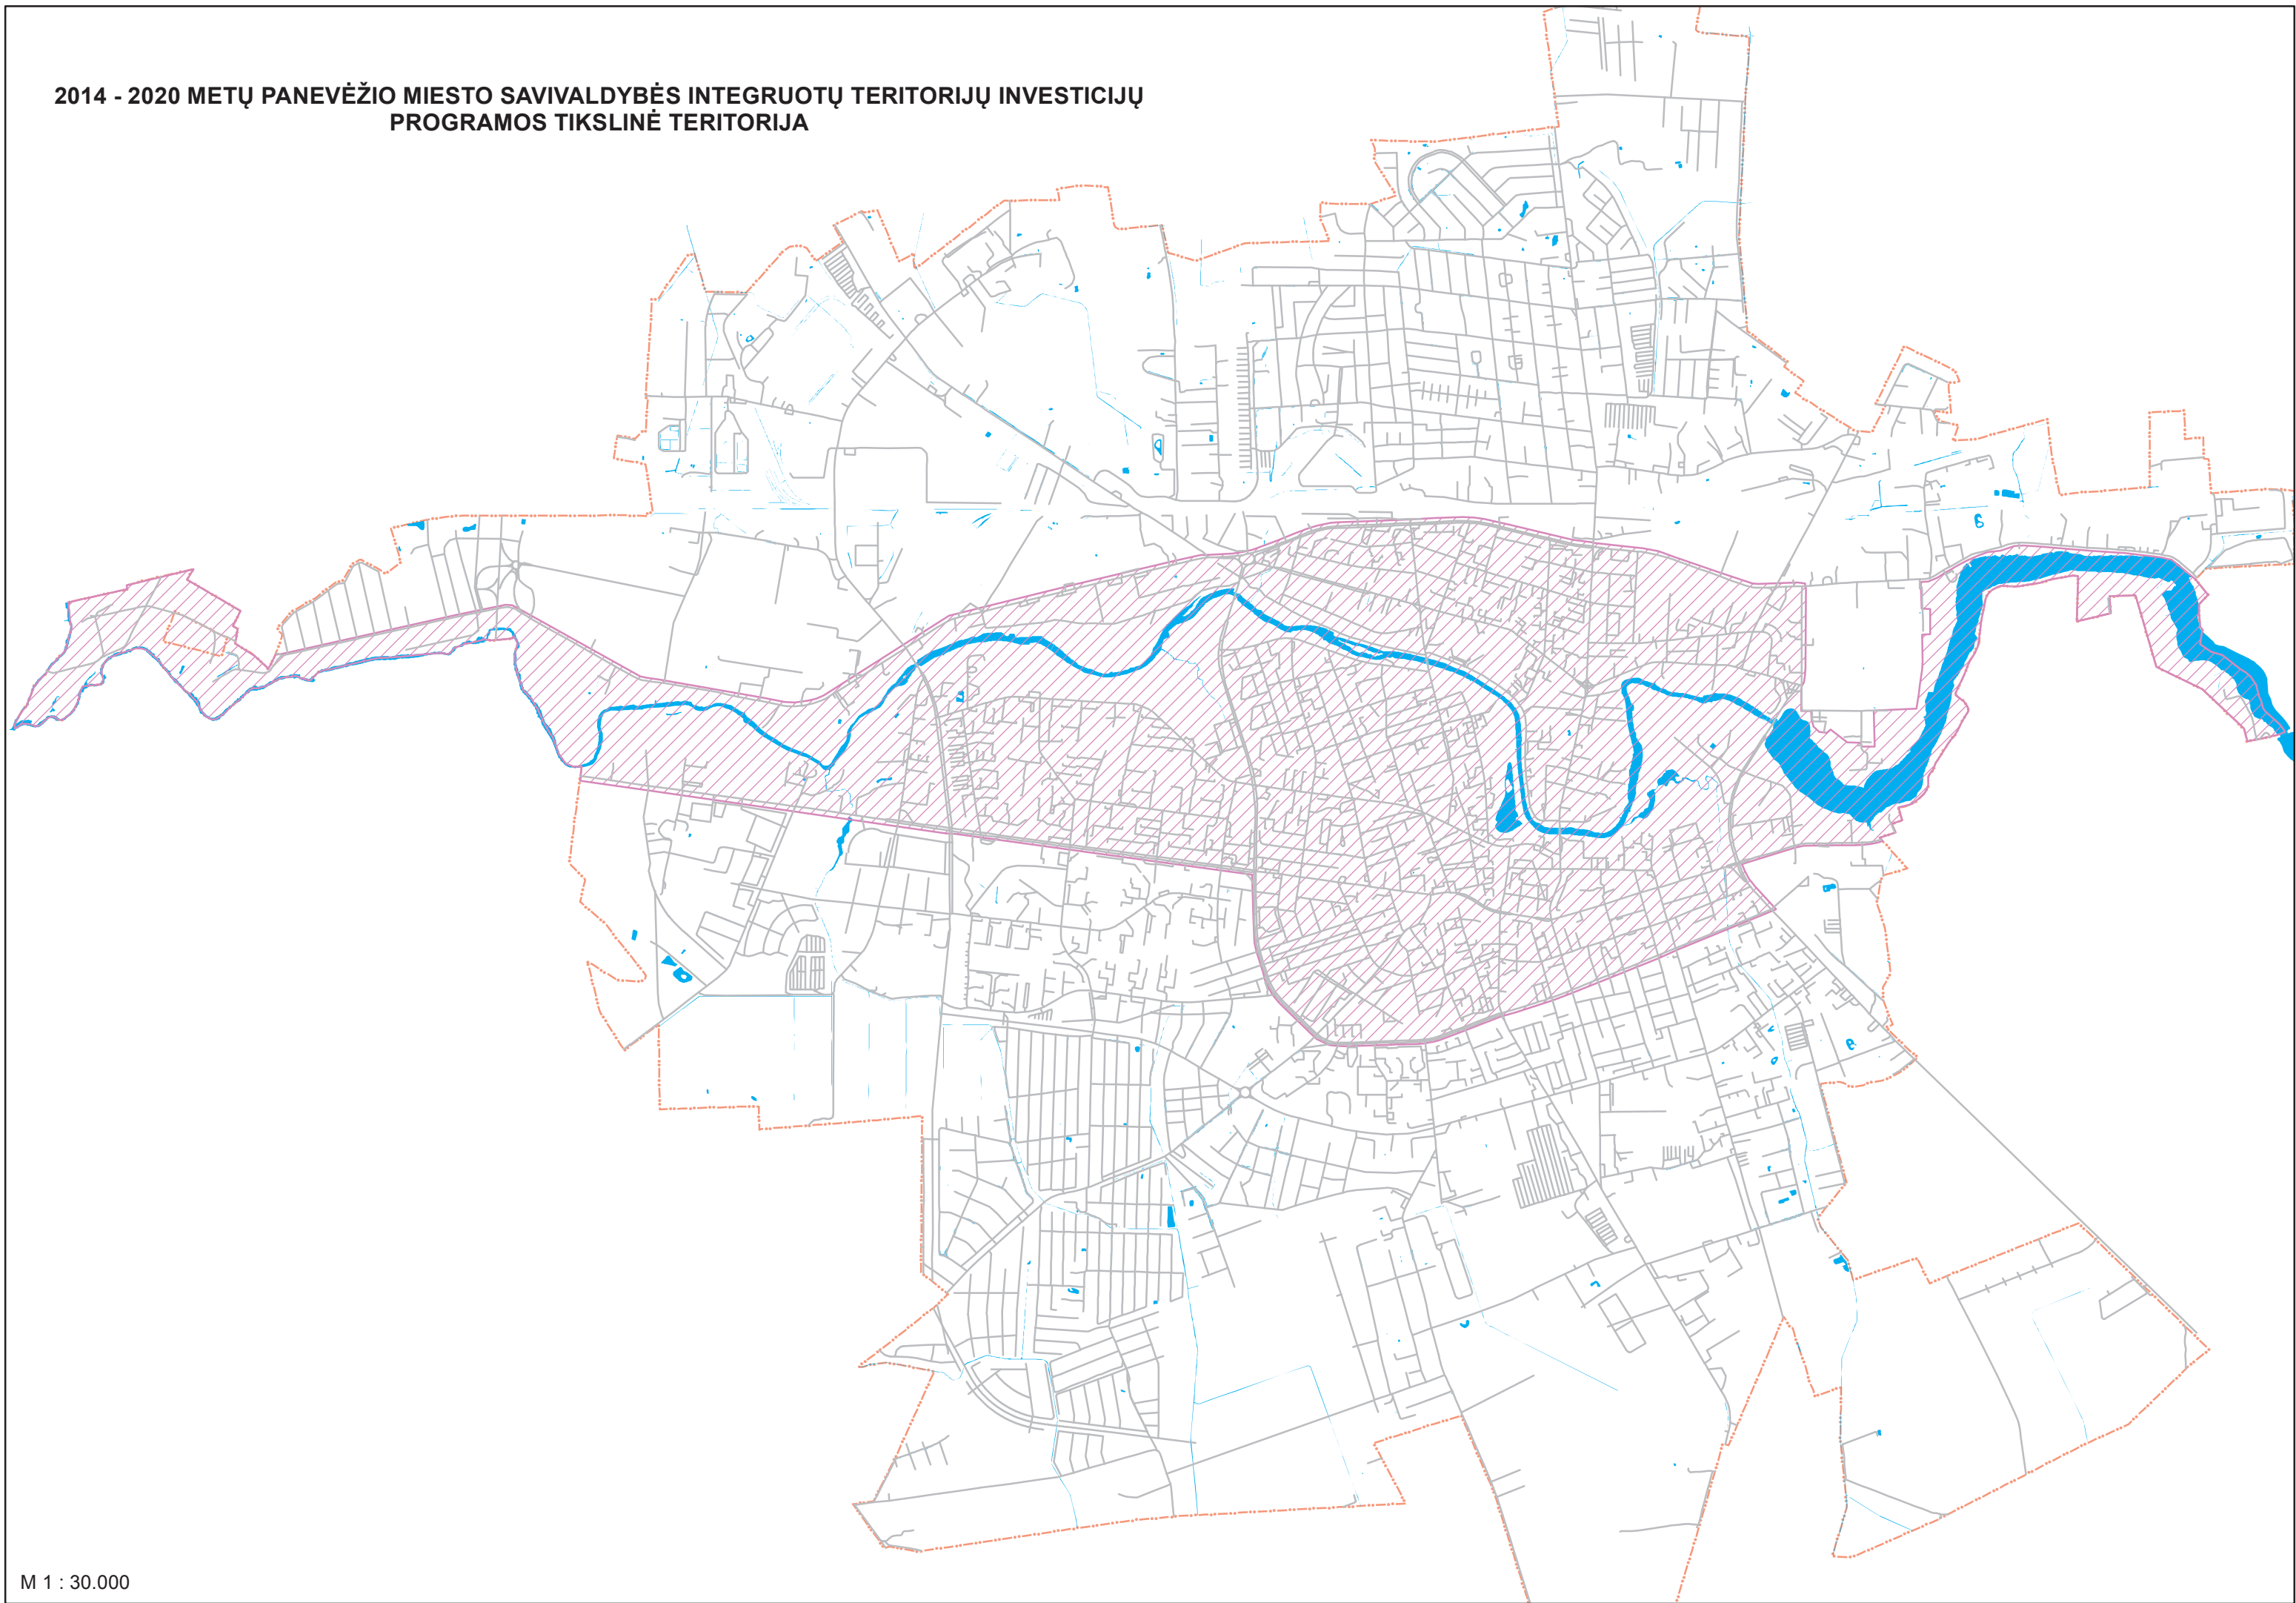 2014 - 2020 METŲ PANEVĖŽIO MIESTO SAVIVALDYBĖS INTEGRUOTŲ TERITORIJŲ INVESTICIJŲ
PROGRAMOS TIKSLINĖ TERITORIJA
M 1 : 30.000